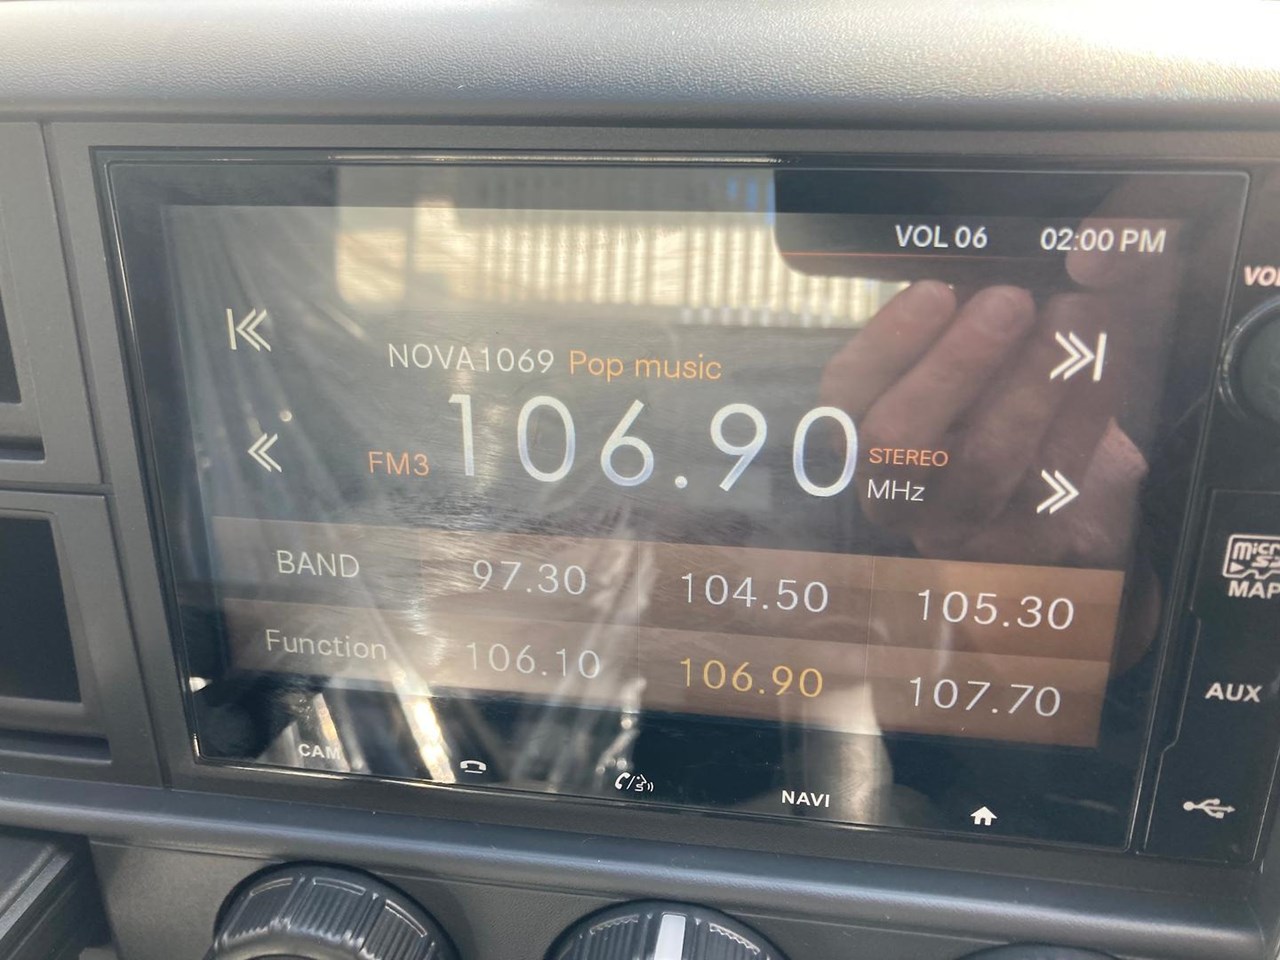 VOL 06 02:00 PM
NOVA1069 Pop music
FM3 106.90 STEREO
MHz
BAND 97.30 104.50 105.30
Function 106.10 106.90 107.70
CAM NAVI
MAP
AUX